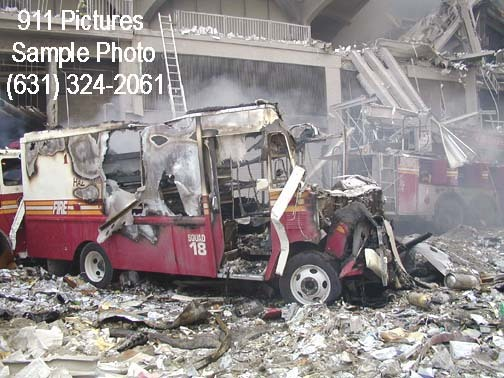 911 Pictures
Sample Photo
(631) 324-2061
FIRE
SQUAD
18